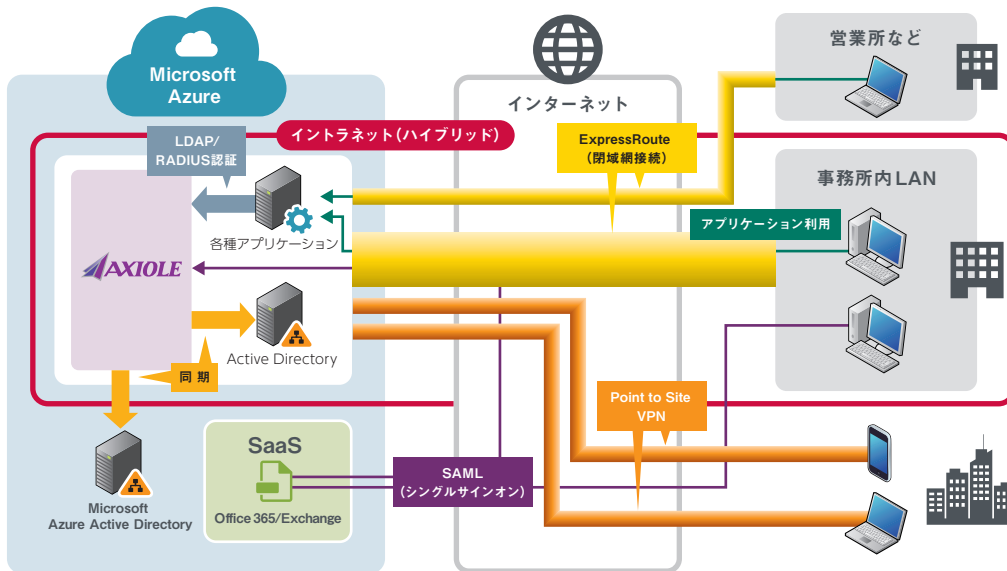 Microsoft
Azure
インターネット
営業所など
イントラネット（ハイブリッド）
LDAP/
RADIUS認証
ExpressRoute
（閉域網接続）
事務所内LAN
アプリケーション利用
各種アプリケーション
AXIOLE
Active Directory
同期
Point to Site
VPN
SaaS
Office 365/Exchange
SAML
（シングルサインオン）
Microsoft
Azure Active Directory